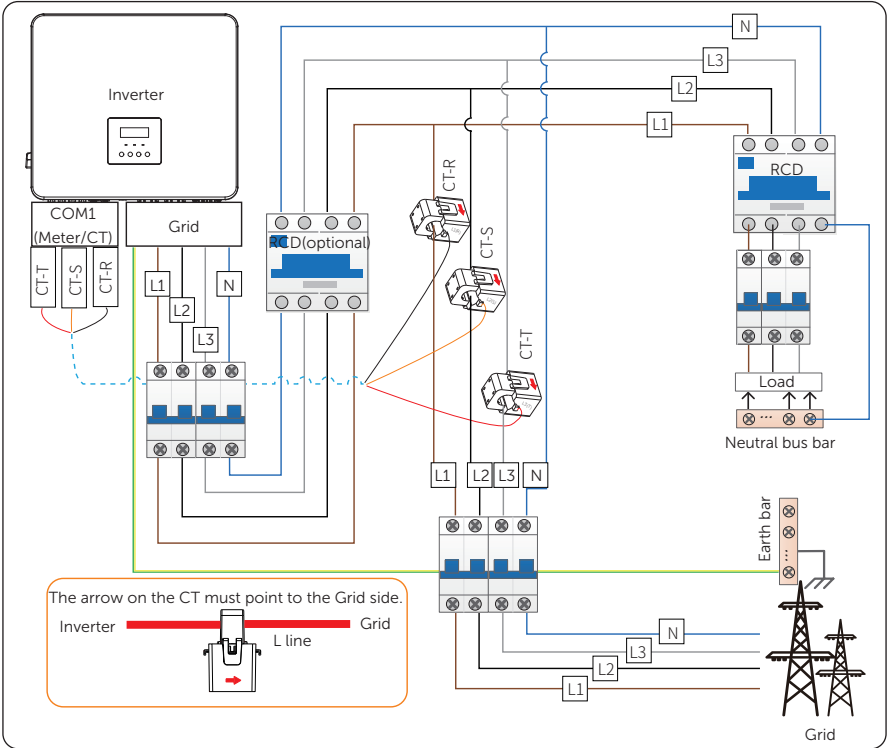 N
L3
L2
L1
Inverter
COM1
(Meter/CT)
Grid
CT-T
CT-S
CT-R
L1
L2
L3
N
RCD(optional)
CT-R
CT-S
CT-T
RCD
Load
...
Neutral bus bar
L1
L2
L3
N
Earth bar
...
The arrow on the CT must point to the Grid side.
Inverter
Grid
L line
N
L3
L2
L1
Grid